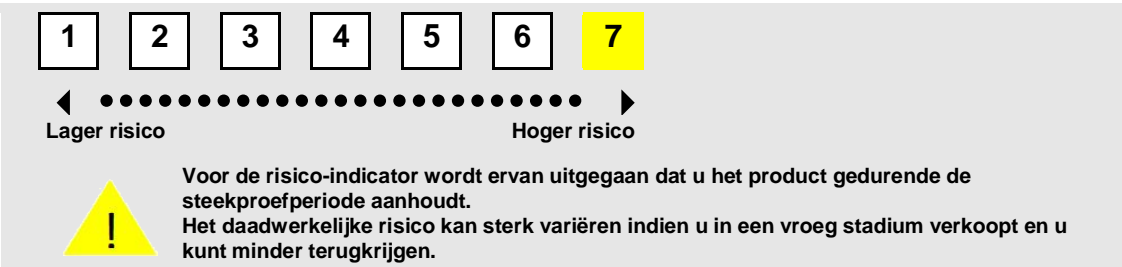 1 2 3 4 5 6 7
Lager risico Hoger risico
Voor de risico-indicator wordt ervan uitgegaan dat u het product gedurende de
steekproefperiode aanhoudt.
! Het daadwerkelijke risico kan sterk variëren indien u in een vroeg stadium verkoopt en u
kunt minder terugkrijgen.